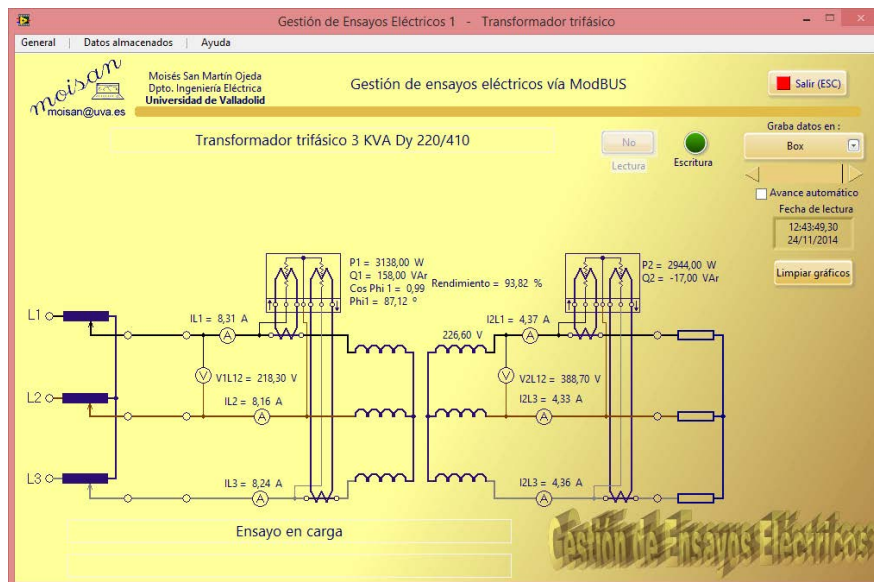 Gestión de Ensayos Eléctricos 1 - Transformador trifásico
General | Datos almacenados | Ayuda
moisan
moisan@uva.es
Moisés San Martín Ojeda
Dpto. Ingeniería Eléctrica
Universidad de Valladolid
Gestión de ensayos eléctricos vía ModBUS
Salir (ESC)
Transformador trifásico 3 KVA Dy 220/410
No
Lectura
Escritura
Graba datos en :
Box
Avance automático
Fecha de lectura
12:43:49,30
24/11/2014
Limpiar gráficos
P1 = 3138,00 W
Q1 = 158,00 VAr
Cos Phi 1 = 0,99
Phi1 = 87,12 º
Rendimiento = 93,82 %
P2 = 2944,00 W
Q2 = -17,00 VAr
L1
IL1 = 8,31 A
A
226,60 V
I2L1 = 4,37 A
A
V
V1L12 = 218,30 V
V
V2L12 = 388,70 V
L2
IL2 = 8,16 A
A
I2L3 = 4,33 A
A
L3
IL3 = 8,24 A
A
I2L3 = 4,36 A
A
Ensayo en carga
Gestión de Ensayos Eléctricos